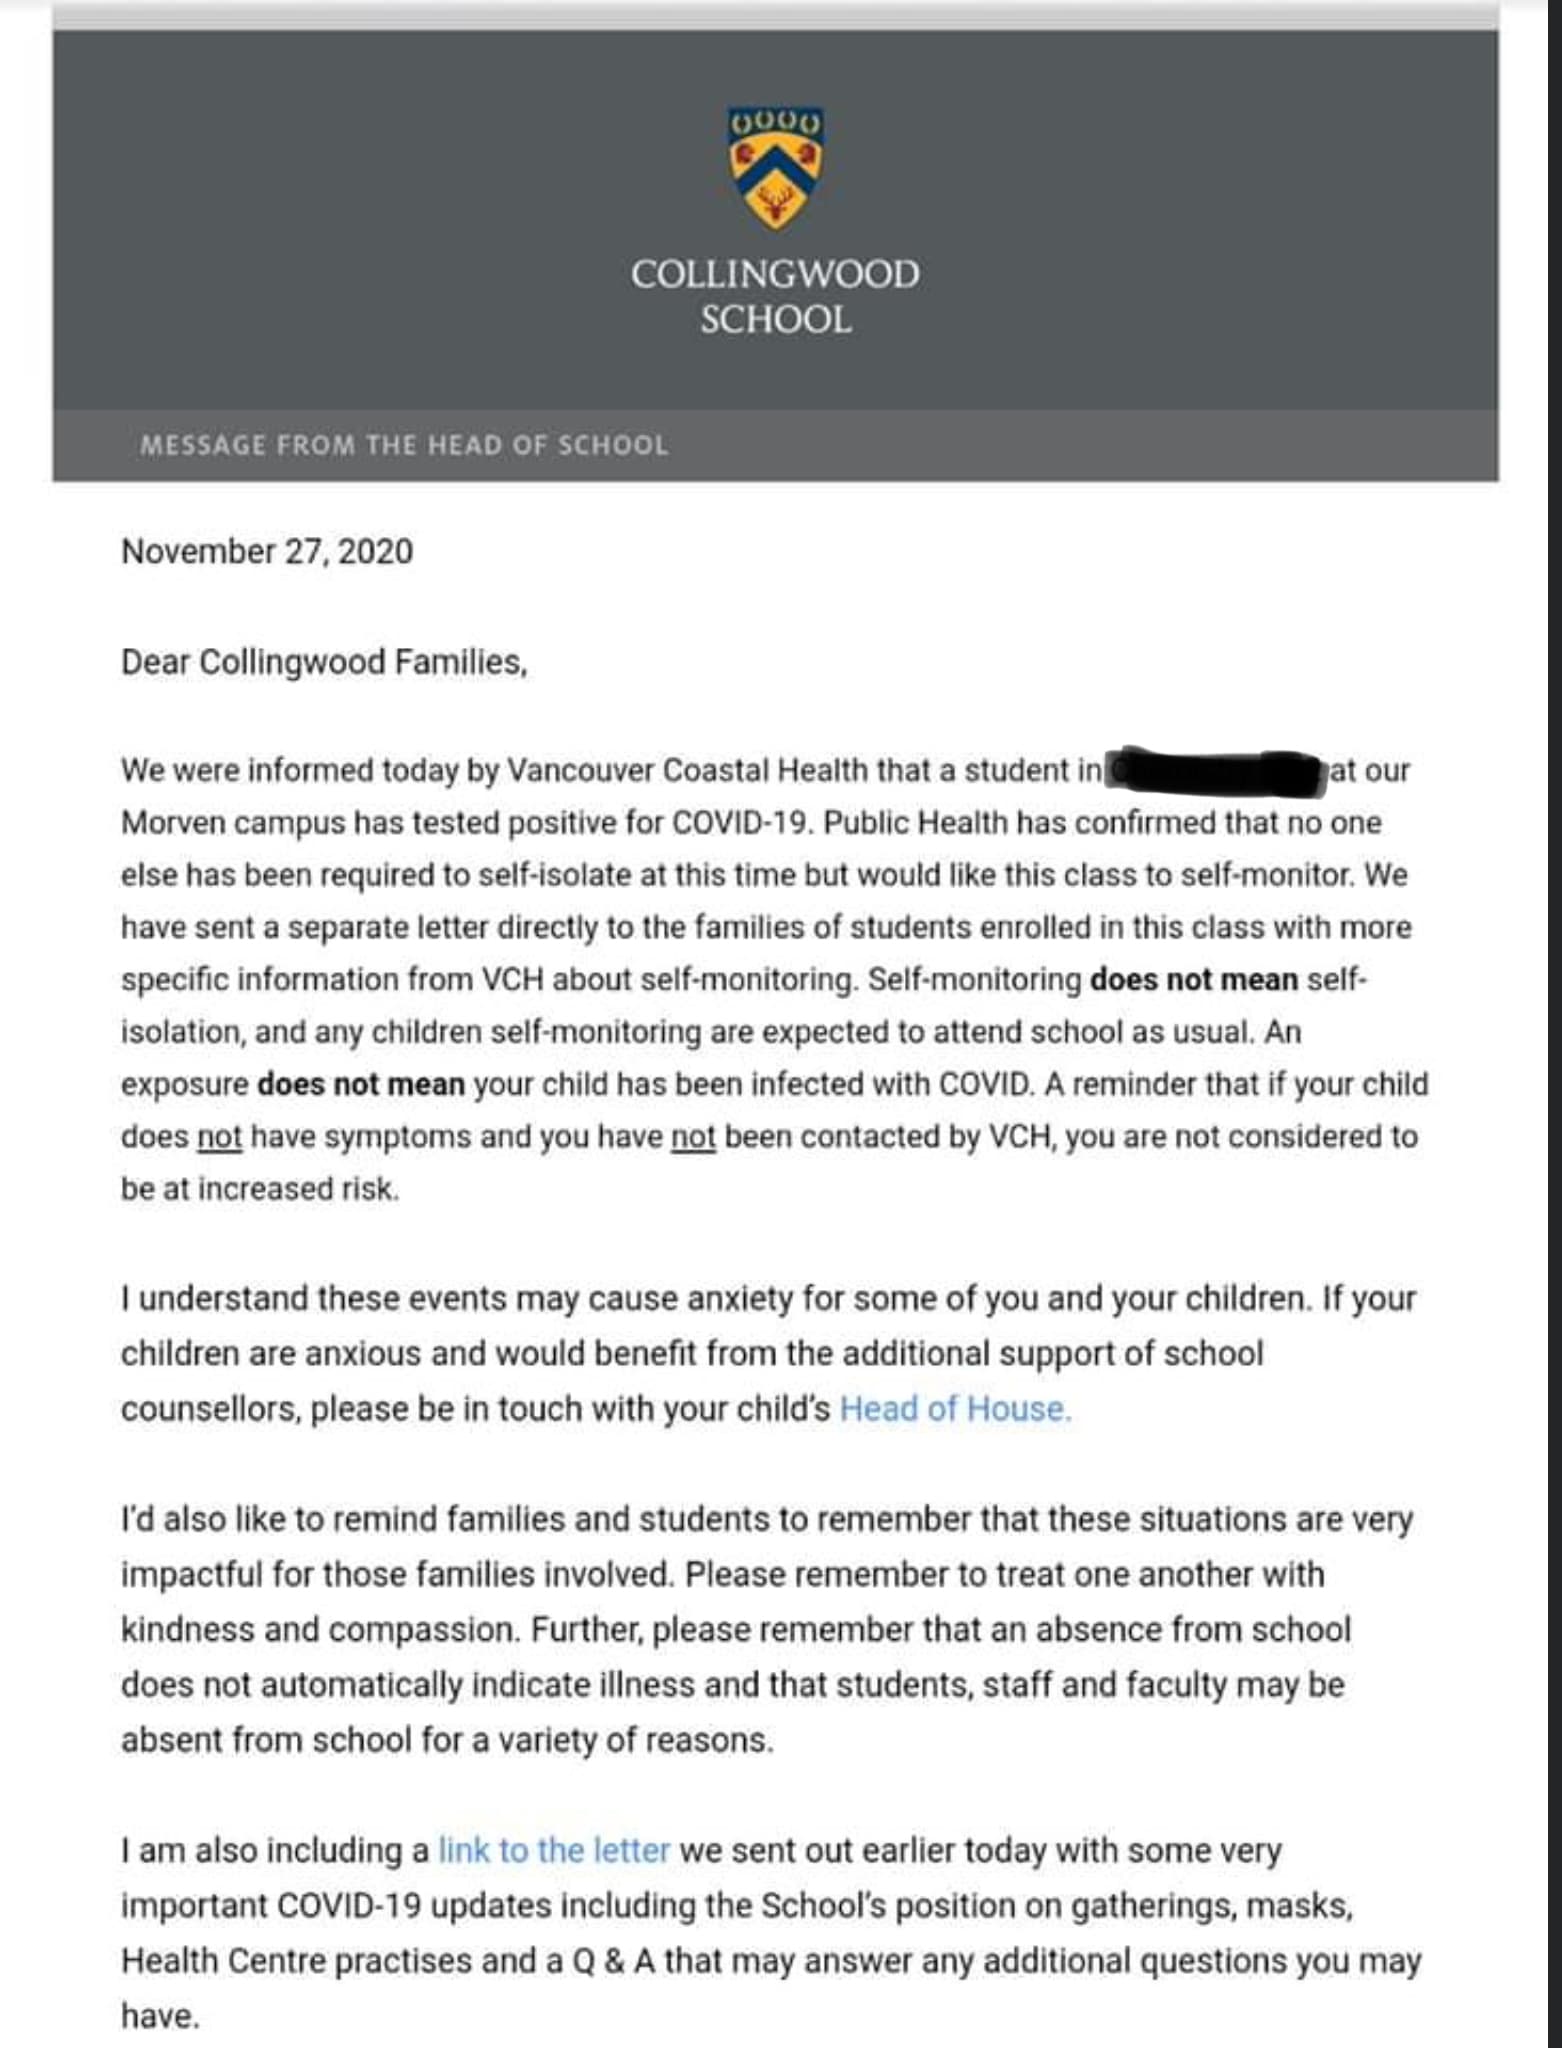 COLLINGWOOD
SCHOOL
MESSAGE FROM THE HEAD OF SCHOOL
November 27, 2020
Dear Collingwood Families,
We were informed today by Vancouver Coastal Health that a student in at our
Morven campus has tested positive for COVID-19. Public Health has confirmed that no one
else has been required to self-isolate at this time but would like this class to self-monitor. We
have sent a separate letter directly to the families of students enrolled in this class with more
specific information from VCH about self-monitoring. Self-monitoring does not mean self-
isolation, and any children self-monitoring are expected to attend school as usual. An
exposure does not mean your child has been infected with COVID. A reminder that if your child
does not have symptoms and you have not been contacted by VCH, you are not considered to
be at increased risk.
I understand these events may cause anxiety for some of you and your children. If your
children are anxious and would benefit from the additional support of school
counsellors, please be in touch with your child's Head of House.
I'd also like to remind families and students to remember that these situations are very
impactful for those families involved. Please remember to treat one another with
kindness and compassion. Further, please remember that an absence from school
does not automatically indicate illness and that students, staff and faculty may be
absent from school for a variety of reasons.
I am also including a link to the letter we sent out earlier today with some very
important COVID-19 updates including the School's position on gatherings, masks,
Health Centre practises and a Q & A that may answer any additional questions you may
have.